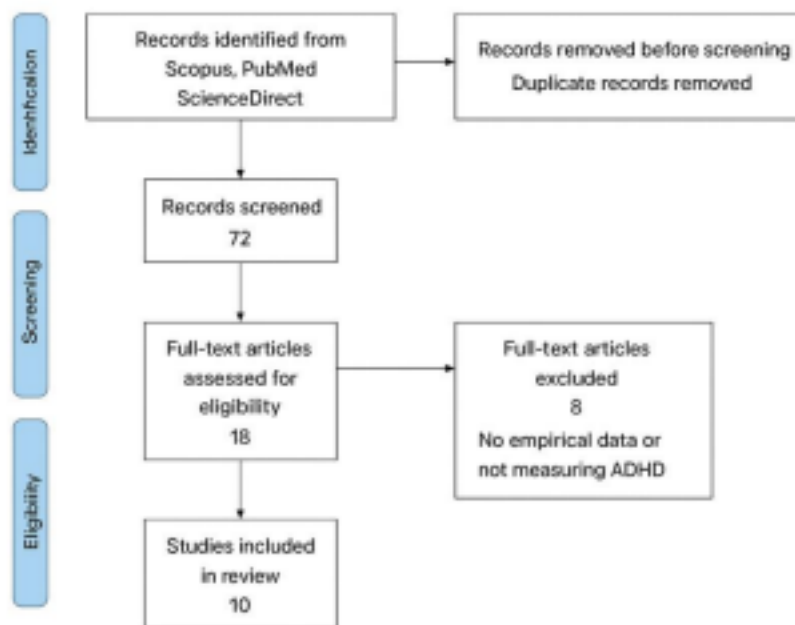 Identification
Records identified from
Scopus, PubMed
ScienceDirect
Records removed before screening
Duplicate records removed
Screening
Records screened
72
Full-text articles
assessed for
eligibility
18
Full-text articles
excluded
8
No empirical data or
not measuring ADHD
Eligibility
Studies included
in review
10